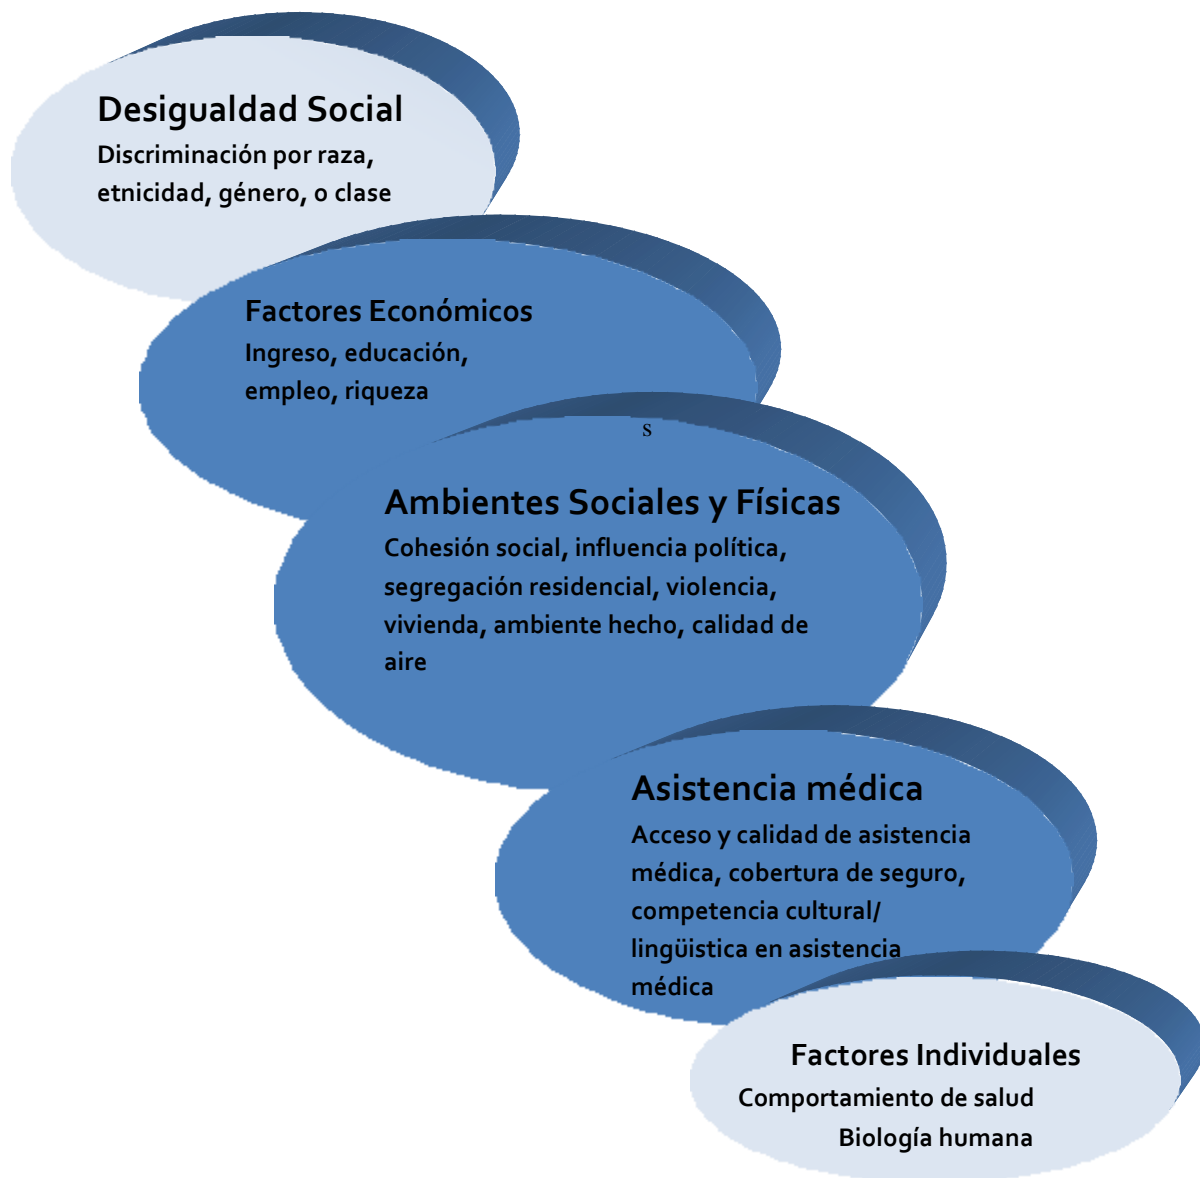 Desigualdad Social
Discriminación por raza,
etnicidad, género, o clase
Factores Económicos
Ingreso, educación,
empleo, riqueza
s
Ambientes Sociales y Físicas
Cohesión social, influencia política,
segregación residencial, violencia,
vivienda, ambiente hecho, calidad de
aire
Asistencia médica
Acceso y calidad de asistencia
médica, cobertura de seguro,
competencia cultural/
lingüistica en asistencia
médica
Factores Individuales
Comportamiento de salud
Biología humana